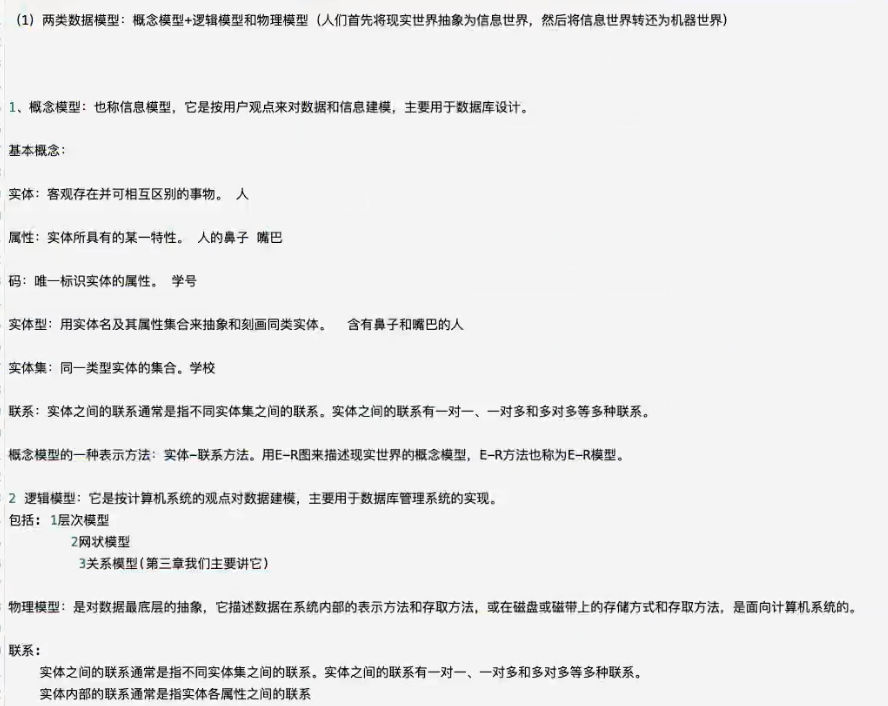 （1）两类数据模型：概念模型+逻辑模型和物理模型（人们首先将现实世界抽象为信息世界，然后将信息世界转还为机器世界）
1、概念模型：也称信息模型，它是按用户观点来对数据和信息建模，主要用于数据库设计。
基本概念：
实体：客观存在并可相互区别的事物。 人
属性：实体所具有的某一特性。 人的鼻子 嘴巴
码：唯一标识实体的属性。 学号
实体型：用实体名及其属性集合来抽象和刻画同类实体。 含有鼻子和嘴巴的人
实体集：同一类型实体的集合。学校
联系：实体之间的联系通常是指不同实体集之间的联系。实体之间的联系有一对一、一对多和多对多等多种联系。
概念模型的一种表示方法：实体-联系方法。用E-R图来描述现实世界的概念模型，E-R方法也称为E-R模型。
2 逻辑模型：它是按计算机系统的观点对数据建模，主要用于数据库管理系统的实现。
包括：1层次模型
2网状模型
3关系模型(第三章我们主要讲它)
物理模型：是对数据最底层的抽象，它描述数据在系统内部的表示方法和存取方法，或在磁盘或磁带上的存储方式和存取方法，是面向计算机系统的。
联系：
实体之间的联系通常是指不同实体集之间的联系。实体之间的联系有一对一、一对多和多对多等多种联系。
实体内部的联系通常是指实体各属性之间的联系